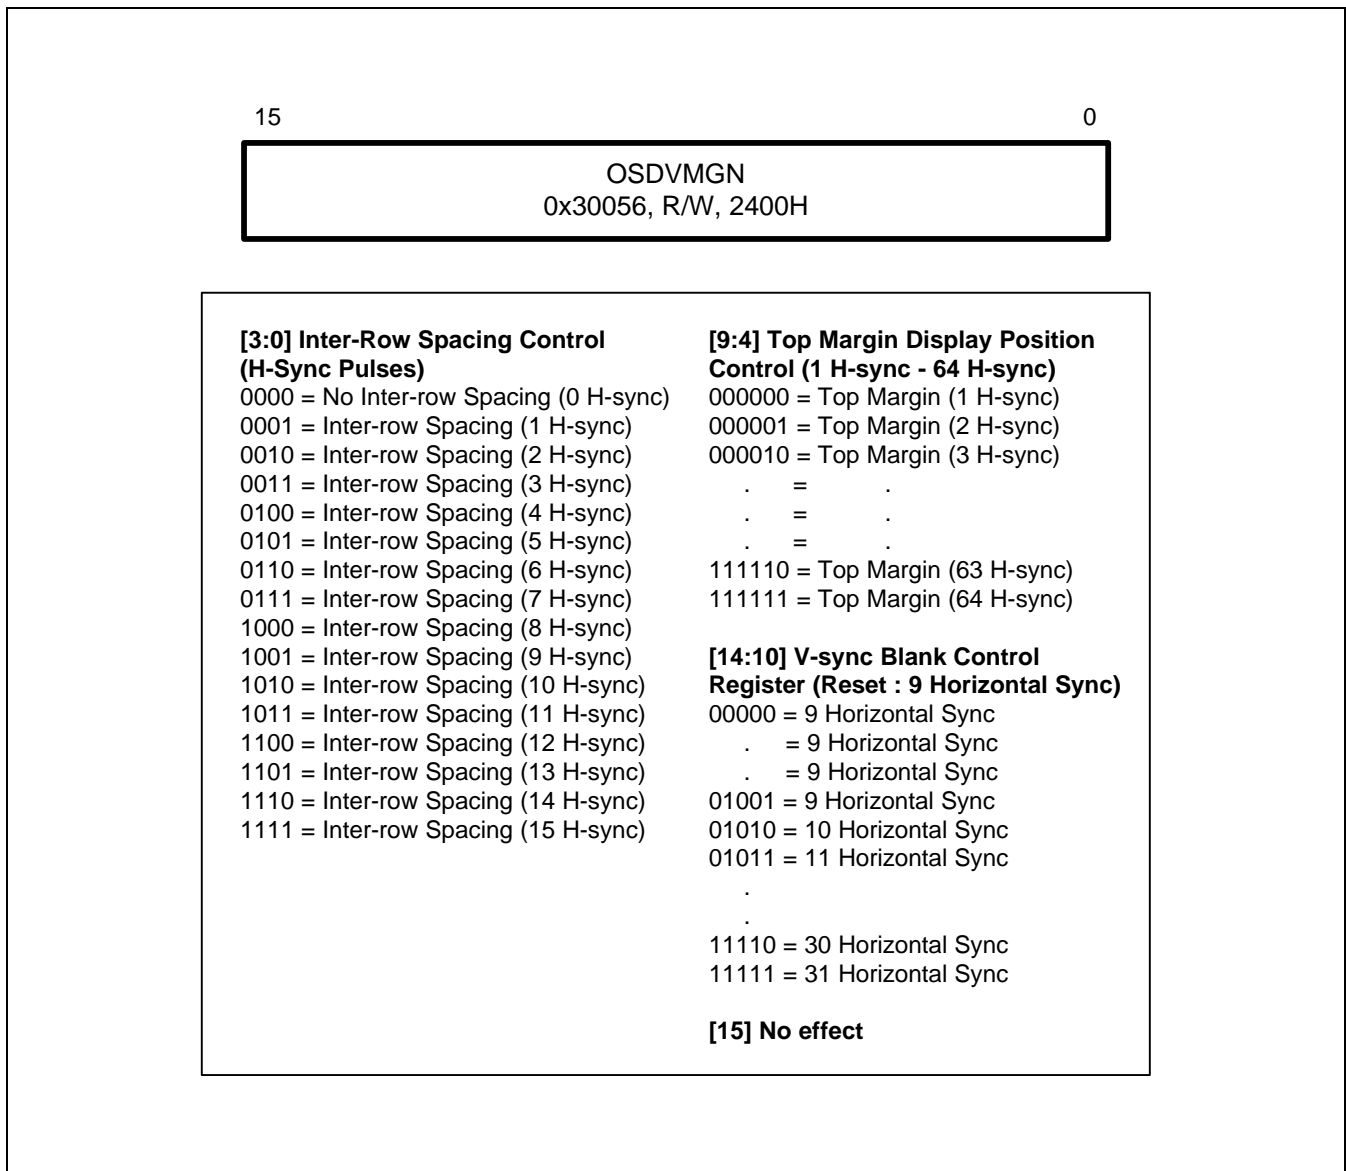 15 0
OSDVMGN
0x30056, R/W, 2400H
[3:0] Inter-Row Spacing Control
(H-Sync Pulses)
0000 = No Inter-row Spacing (0 H-sync)
0001 = Inter-row Spacing (1 H-sync)
0010 = Inter-row Spacing (2 H-sync)
0011 = Inter-row Spacing (3 H-sync)
0100 = Inter-row Spacing (4 H-sync)
0101 = Inter-row Spacing (5 H-sync)
0110 = Inter-row Spacing (6 H-sync)
0111 = Inter-row Spacing (7 H-sync)
1000 = Inter-row Spacing (8 H-sync)
1001 = Inter-row Spacing (9 H-sync)
1010 = Inter-row Spacing (10 H-sync)
1011 = Inter-row Spacing (11 H-sync)
1100 = Inter-row Spacing (12 H-sync)
1101 = Inter-row Spacing (13 H-sync)
1110 = Inter-row Spacing (14 H-sync)
1111 = Inter-row Spacing (15 H-sync)
[9:4] Top Margin Display Position
Control (1 H-sync - 64 H-sync)
000000 = Top Margin (1 H-sync)
000001 = Top Margin (2 H-sync)
000010 = Top Margin (3 H-sync)
. = .
. = .
. = .
111110 = Top Margin (63 H-sync)
111111 = Top Margin (64 H-sync)
[14:10] V-sync Blank Control
Register (Reset : 9 Horizontal Sync)
00000 = 9 Horizontal Sync
. = 9 Horizontal Sync
. = 9 Horizontal Sync
01001 = 9 Horizontal Sync
01010 = 10 Horizontal Sync
01011 = 11 Horizontal Sync
.
.
11110 = 30 Horizontal Sync
11111 = 31 Horizontal Sync
[15] No effect